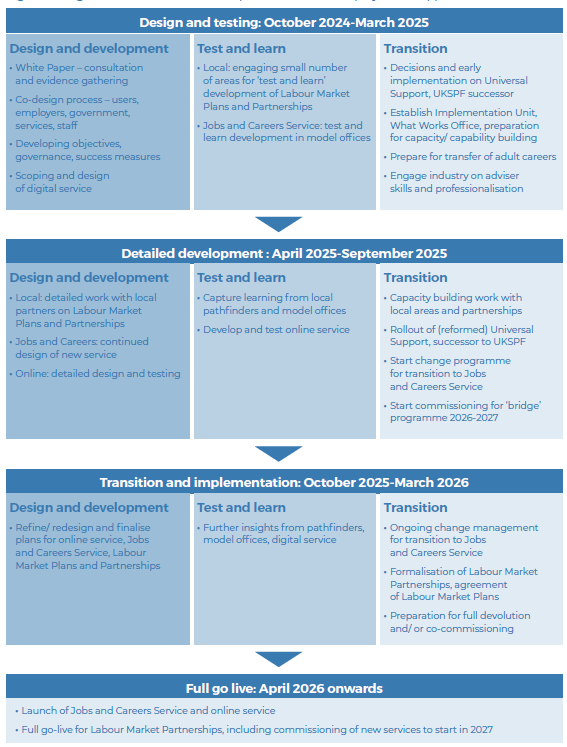 Design and testing: October 2024-March 2025
Design and development
• White Paper – consultation
and evidence gathering
• Co-design process – users,
employers, government,
services, staff
• Developing objectives,
governance, success measures
• Scoping and design
of digital service
Test and learn
• Local: engaging small number
of areas for ‘test and learn’
development of Labour Market
Plans and Partnerships
• Jobs and Careers Service: test and
learn development in model offices
Transition
• Decisions and early
implementation on Universal
Support, UKSPF successor
• Establish Implementation Unit,
What Works Office, preparation
for capacity/ capability building
• Prepare for transfer of adult careers
• Engage industry on adviser
skills and professionalisation
Detailed development : April 2025-September 2025
Design and development
• Local: detailed work with local
partners on Labour Market
Plans and Partnerships
• Jobs and Careers: continued
design of new service
• Online: detailed design and testing
Test and learn
• Capture learning from local
pathfinders and model offices
• Develop and test online service
Transition
• Capacity building work with
local areas and partnerships
• Rollout of (reformed) Universal
Support, successor to UKSPF
• Start change programme
for transition to Jobs
and Careers Service
• Start commissioning for ‘bridge’
programme 2026-2027
Transition and implementation: October 2025-March 2026
Design and development
• Refine/ redesign and finalise
plans for online service, Jobs
and Careers Service, Labour
Market Plans and Partnerships
Test and learn
• Further insights from pathfinders,
model offices, digital service
Transition
• Ongoing change management
for transition to Jobs
and Careers Service
• Formalisation of Labour Market
Partnerships, agreement
of Labour Market Plans
• Preparation for full devolution
and/ or co-commissioning
Full go live: April 2026 onwards
• Launch of Jobs and Careers Service and online service
• Full go-live for Labour Market Partnerships, including commissioning of new services to start in 2027